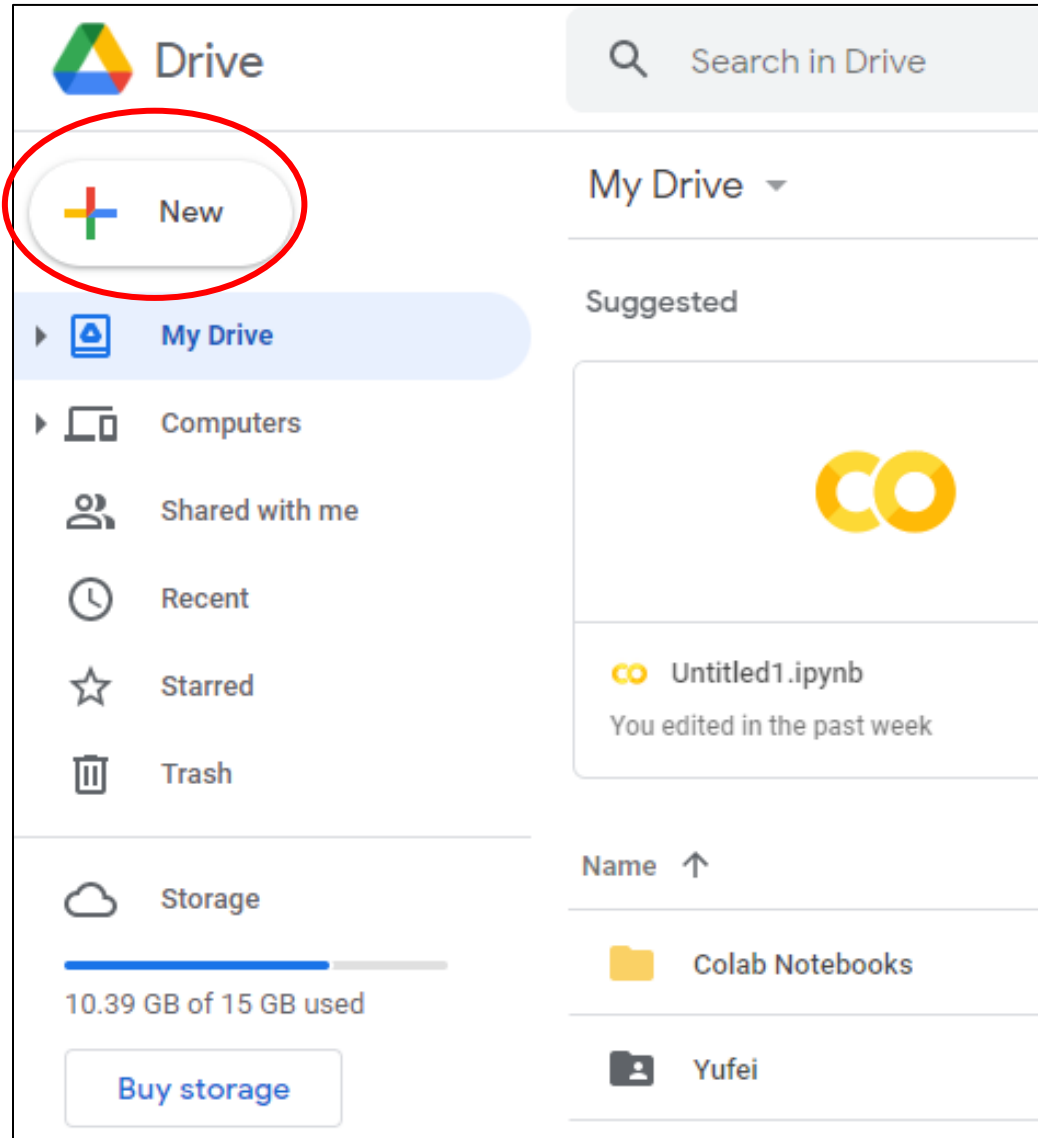 Drive
Search in Drive
New
My Drive
Computers
Shared with me
Recent
Starred
Trash
Storage
10.39 GB of 15 GB used
Buy storage
My Drive
Suggested
Untitled1.ipynb
You edited in the past week
Name
Colab Notebooks
Yufei